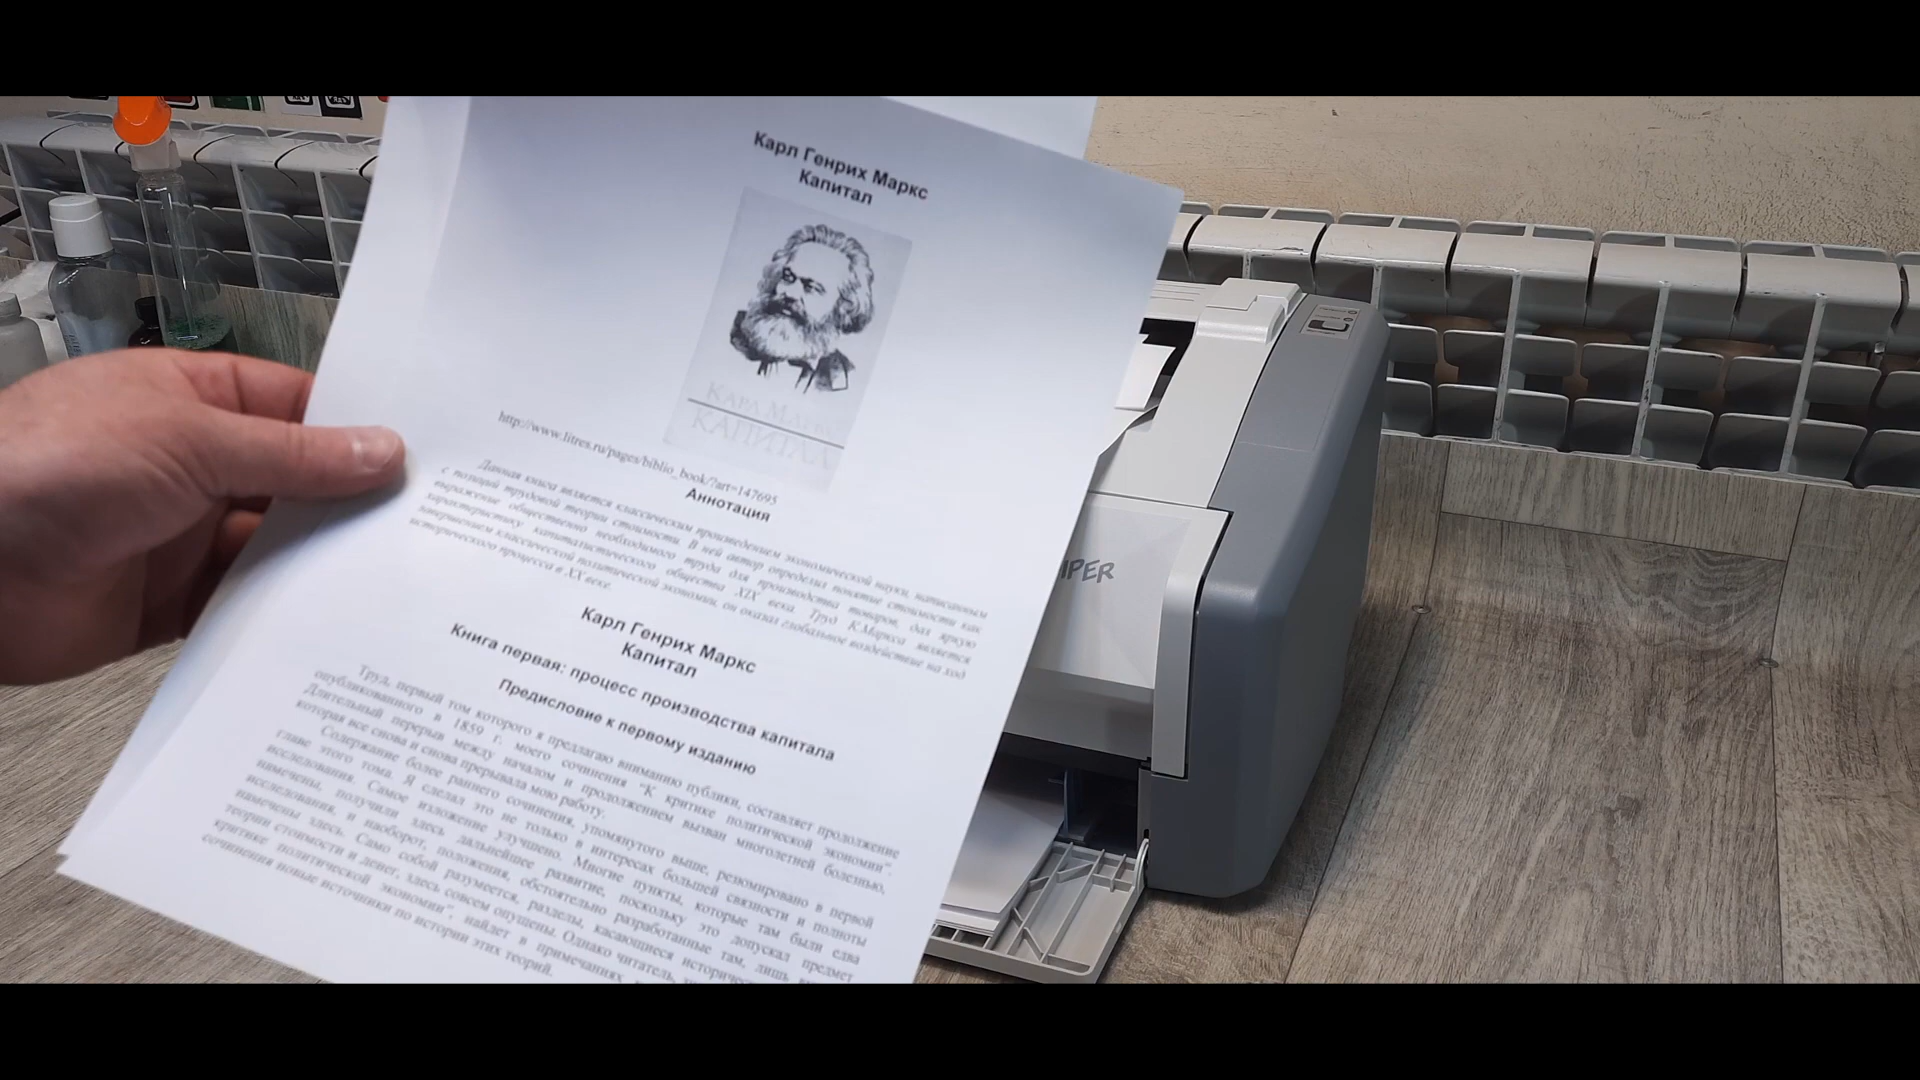 Карл Генрих Маркс
Капитал
КАРЛ МАРКС
КАПИТАЛ
http://www.litres.ru/pages/biblio_book/?art=147695
Аннотация
Данная книга является классическим произведением экономической науки, написанным
с позиций трудовой теории стоимости. В ней автор определил понятие стоимости как
выражение общественно необходимого труда для производства товаров, дал яркую
характеристику капиталистического общества XIX века. Труд К.Маркса является
завершением классической политической экономии, он оказал глобальное воздействие на ход
исторического процесса в XX веке.
Карл Генрих Маркс
Капитал
Книга первая: процесс производства капитала
Предисловие к первому изданию
Труд, первый том которого я предлагаю вниманию публики, составляет продолжение
опубликованного в 1859 г. моего сочинения "К критике политической экономии".
Длительный перерыв между началом и продолжением вызван многолетней болезнью,
которая все снова и снова прерывала мою работу.
Содержание более раннего сочинения, упомянутого выше, резюмировано в первой
главе этого тома. Я сделал это не только в интересах большей связности и полноты
исследования. Самое изложение улучшено. Многие пункты, которые там были едва
намечены, получили здесь дальнейшее развитие, поскольку это допускал предмет
исследования, и наоборот, положения, обстоятельно разработанные там, лишь
намечены здесь. Само собой разумеется, разделы, касающиеся
теории стоимости и денег, здесь совсем опущены. Однако читатель,
критике политической экономии", найдет в примечаниях
сочинения новые источники по истории этих теорий.
IPER